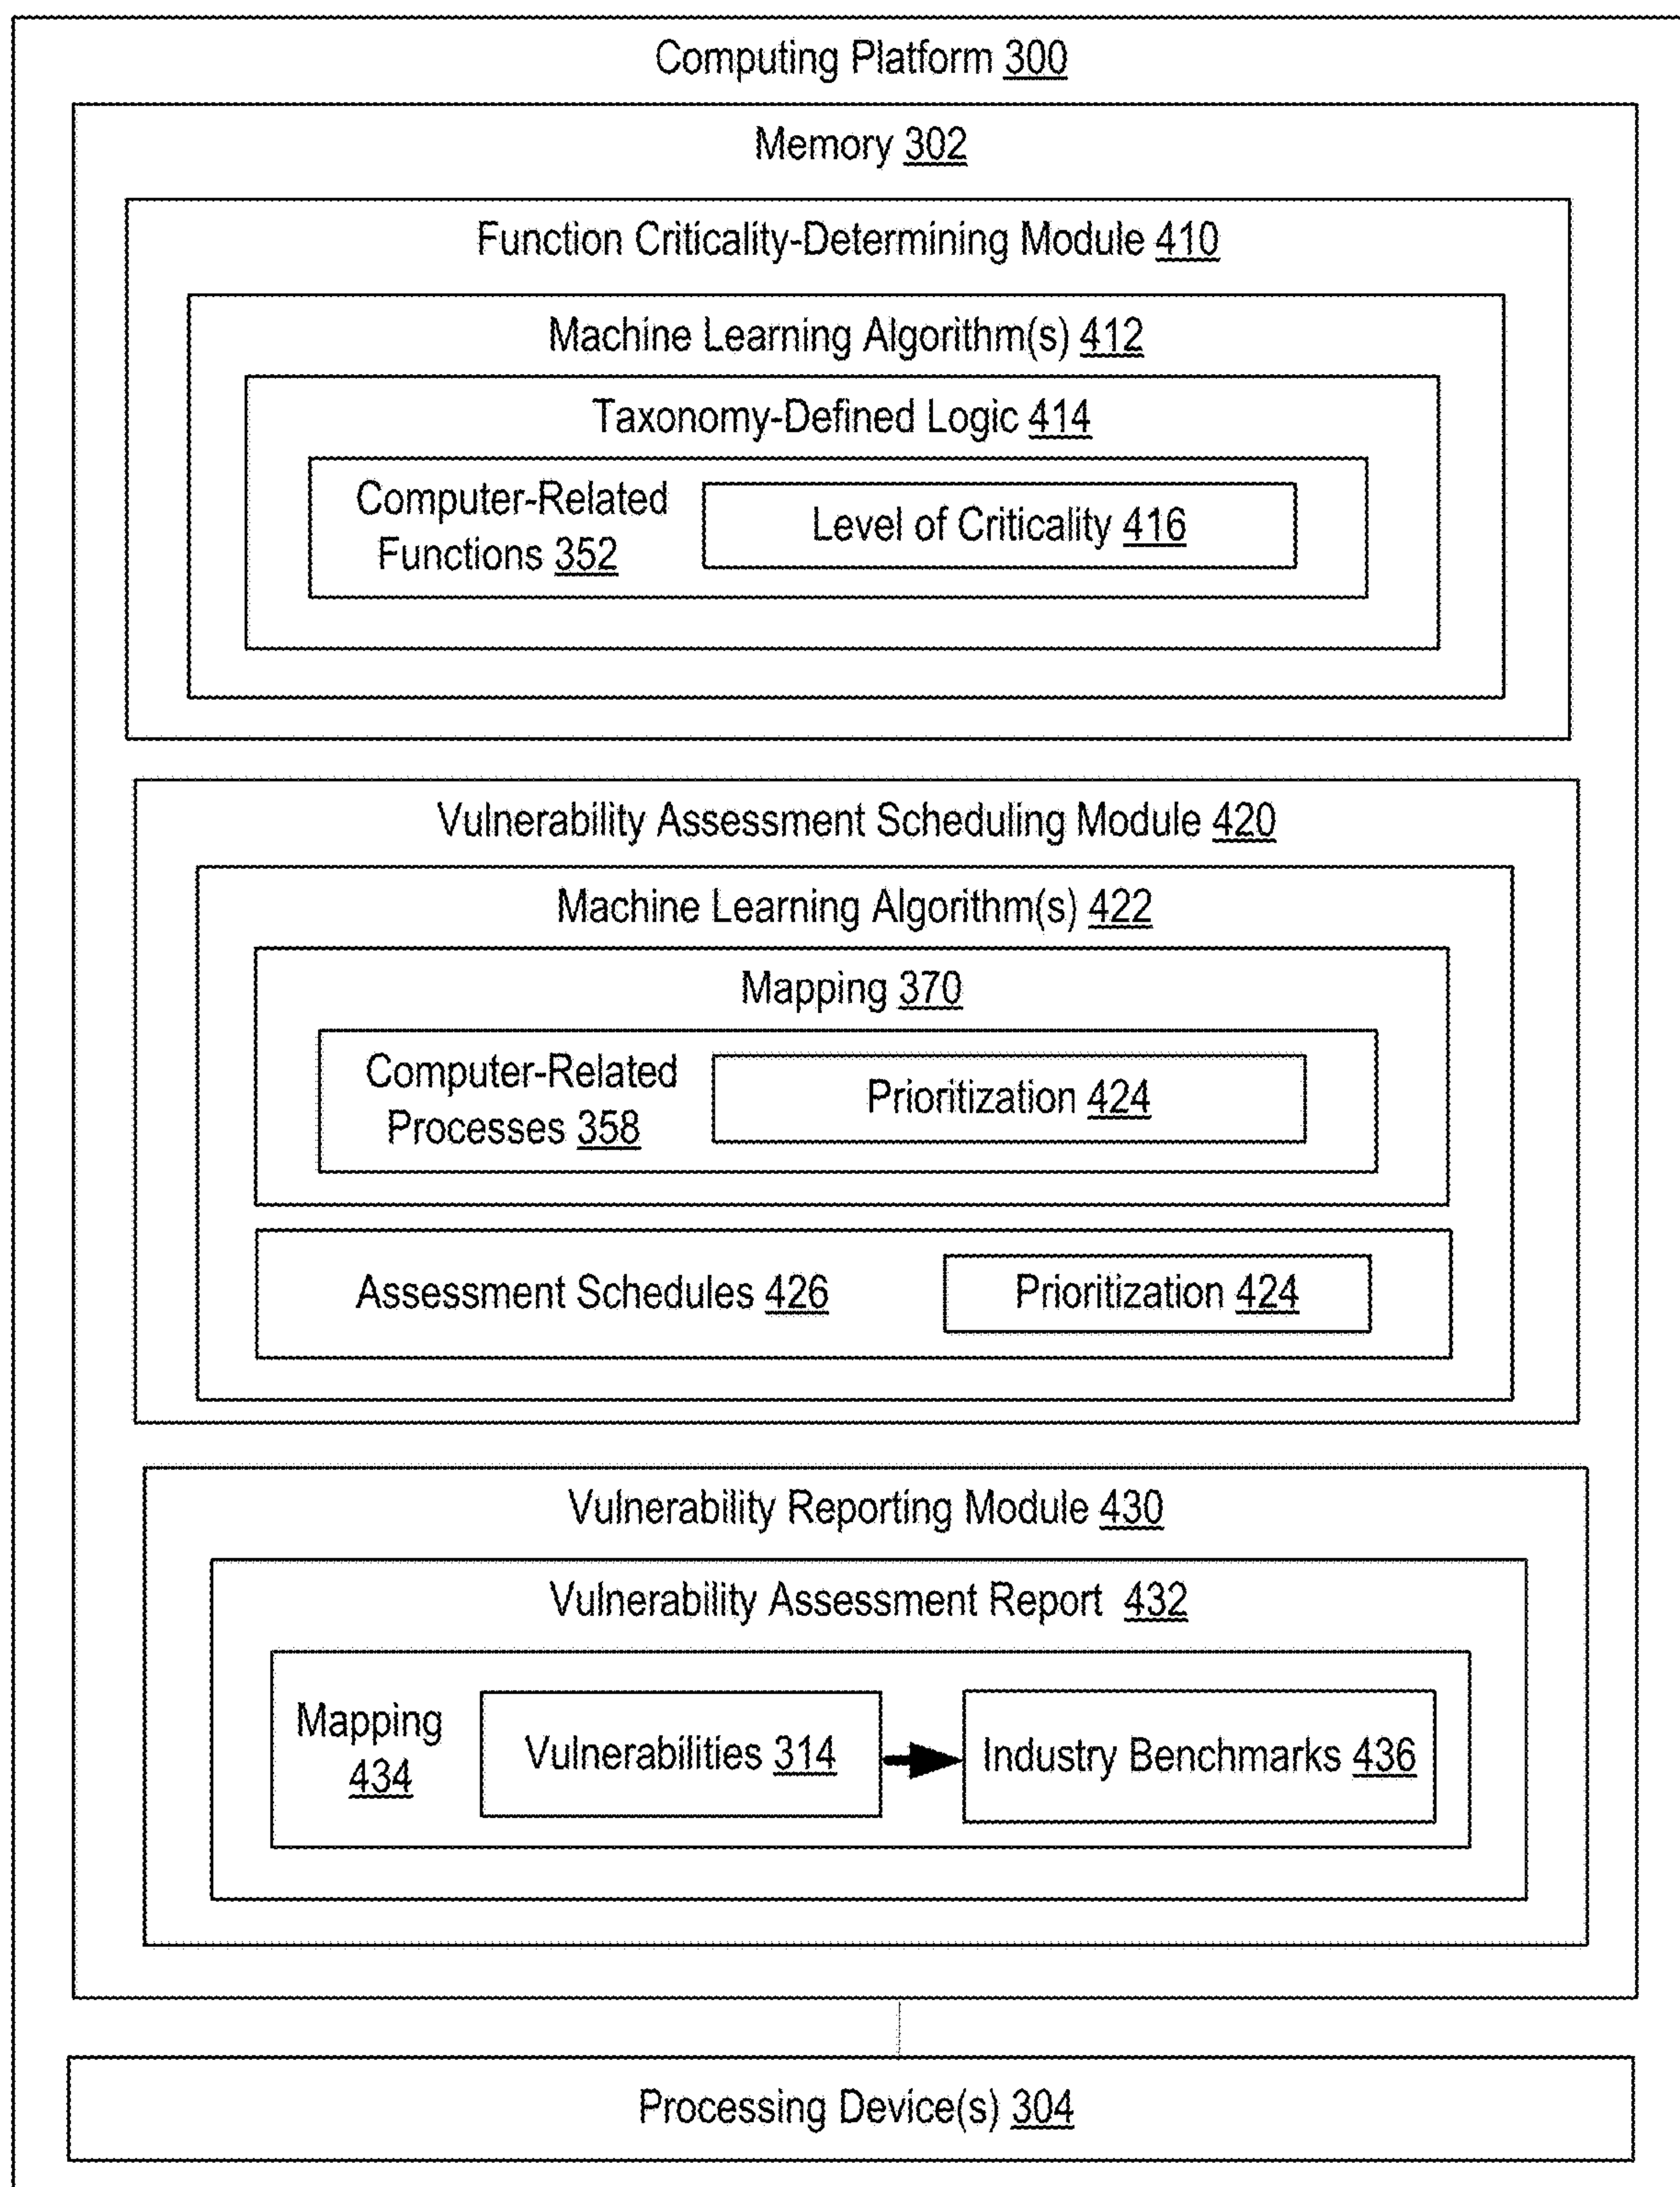 Computing Platform 300
Memory 302
Function Criticality-Determining Module 410
Machine Learning Algorithm(s) 412
Taxonomy-Defined Logic 414
Computer-Related
Functions 352
Level of Criticality 416
Vulnerability Assessment Scheduling Module 420
Machine Learning Algorithm(s) 422
Mapping 370
Computer-Related
Processes 358
Prioritization 424
Assessment Schedules 426
Prioritization 424
Vulnerability Reporting Module 430
Vulnerability Assessment Report 432
Mapping
434
Vulnerabilities 314
Industry Benchmarks 436
Processing Device(s) 304